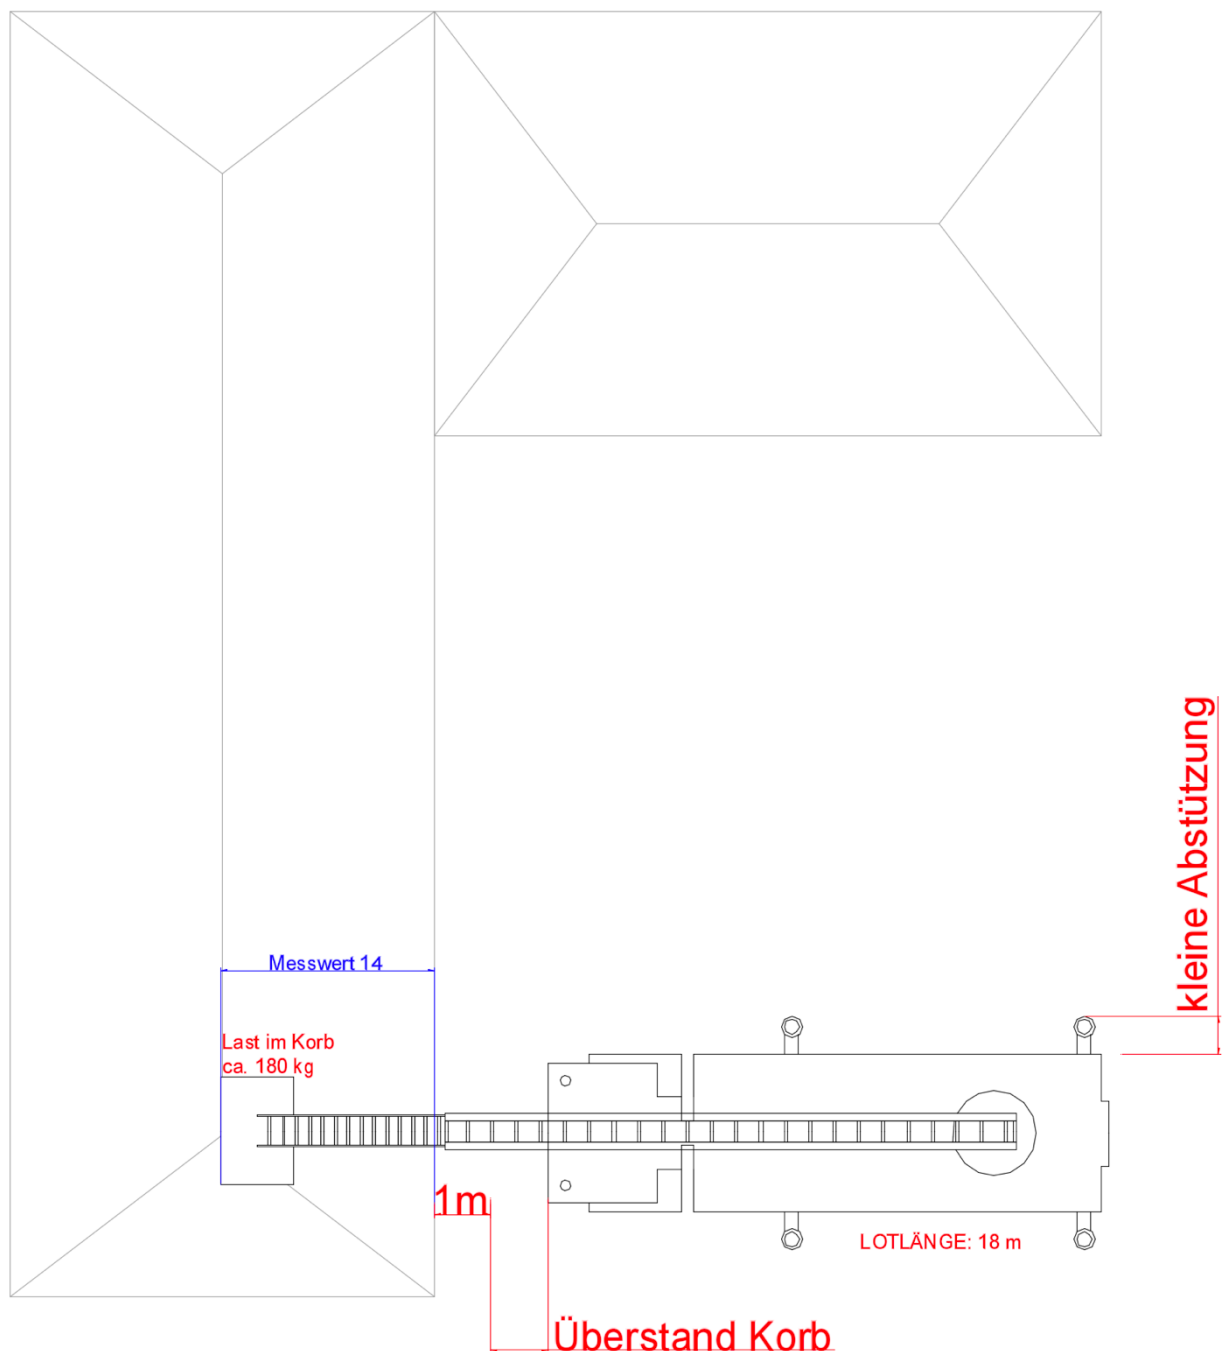 kleine Abstützung
Messwert 14
Last im Korb
ca. 180 kg
1m
LOTLÄNGE: 18 m
Überstand Korb